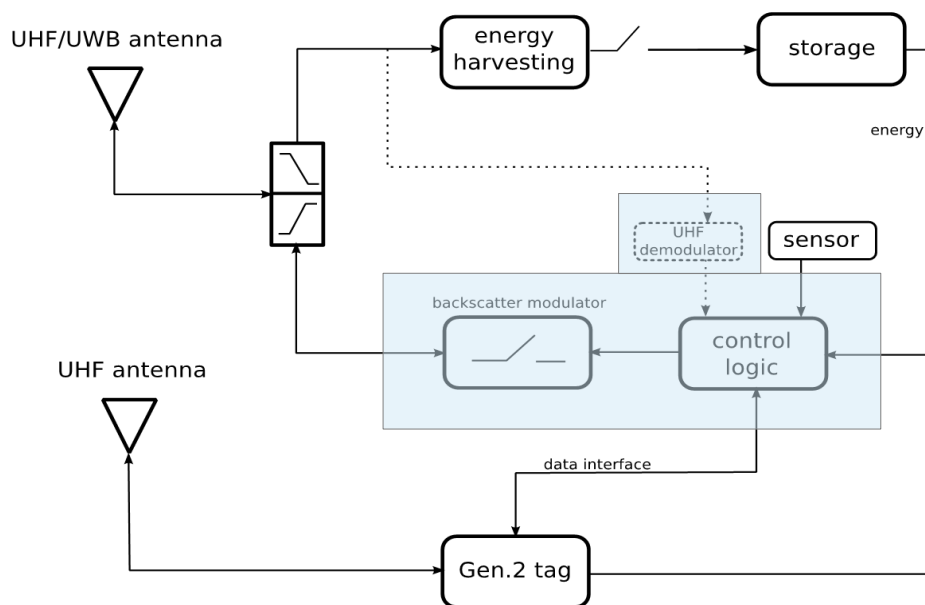 UHF/UWB antenna
energy
harvesting
storage
energy
UHF
demodulator
sensor
backscatter modulator
control
logic
UHF antenna
data interface
Gen.2 tag